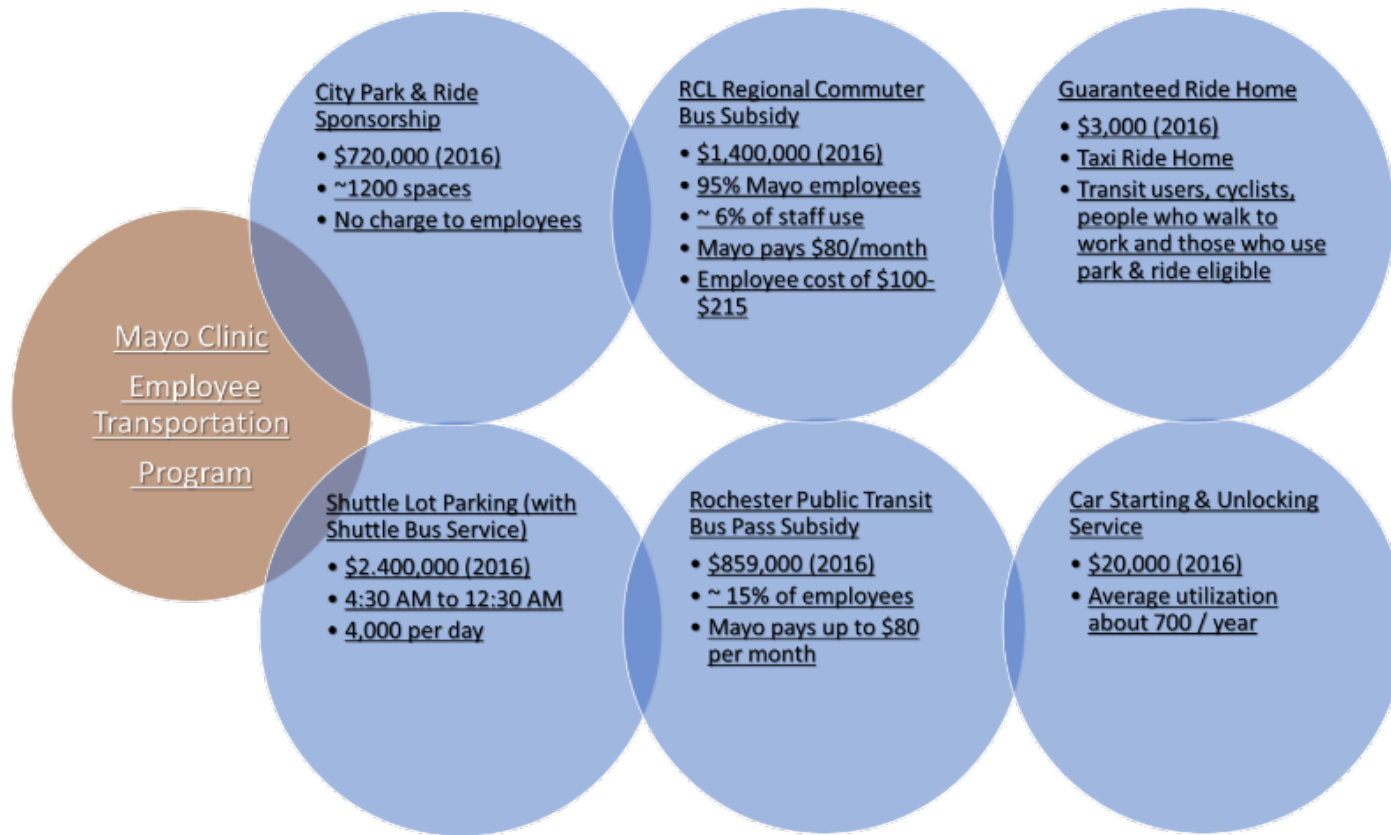 Mayo Clinic
Employee
Transportation
Program
City Park & Ride
Sponsorship
• $720,000 (2016)
• ~1200 spaces
• No charge to employees
RCL Regional Commuter
Bus Subsidy
• $1,400,000 (2016)
• 95% Mayo employees
• ~ 6% of staff use
• Mayo pays $80/month
• Employee cost of $100-
$215
Guaranteed Ride Home
• $3,000 (2016)
• Taxi Ride Home
• Transit users, cyclists,
people who walk to
work and those who use
park & ride eligible
Shuttle Lot Parking (with
Shuttle Bus Service)
• $2.400,000 (2016)
• 4:30 AM to 12:30 AM
• 4,000 per day
Rochester Public Transit
Bus Pass Subsidy
• $859,000 (2016)
• ~ 15% of employees
• Mayo pays up to $80
per month
Car Starting & Unlocking
Service
• $20,000 (2016)
• Average utilization
about 700 / year